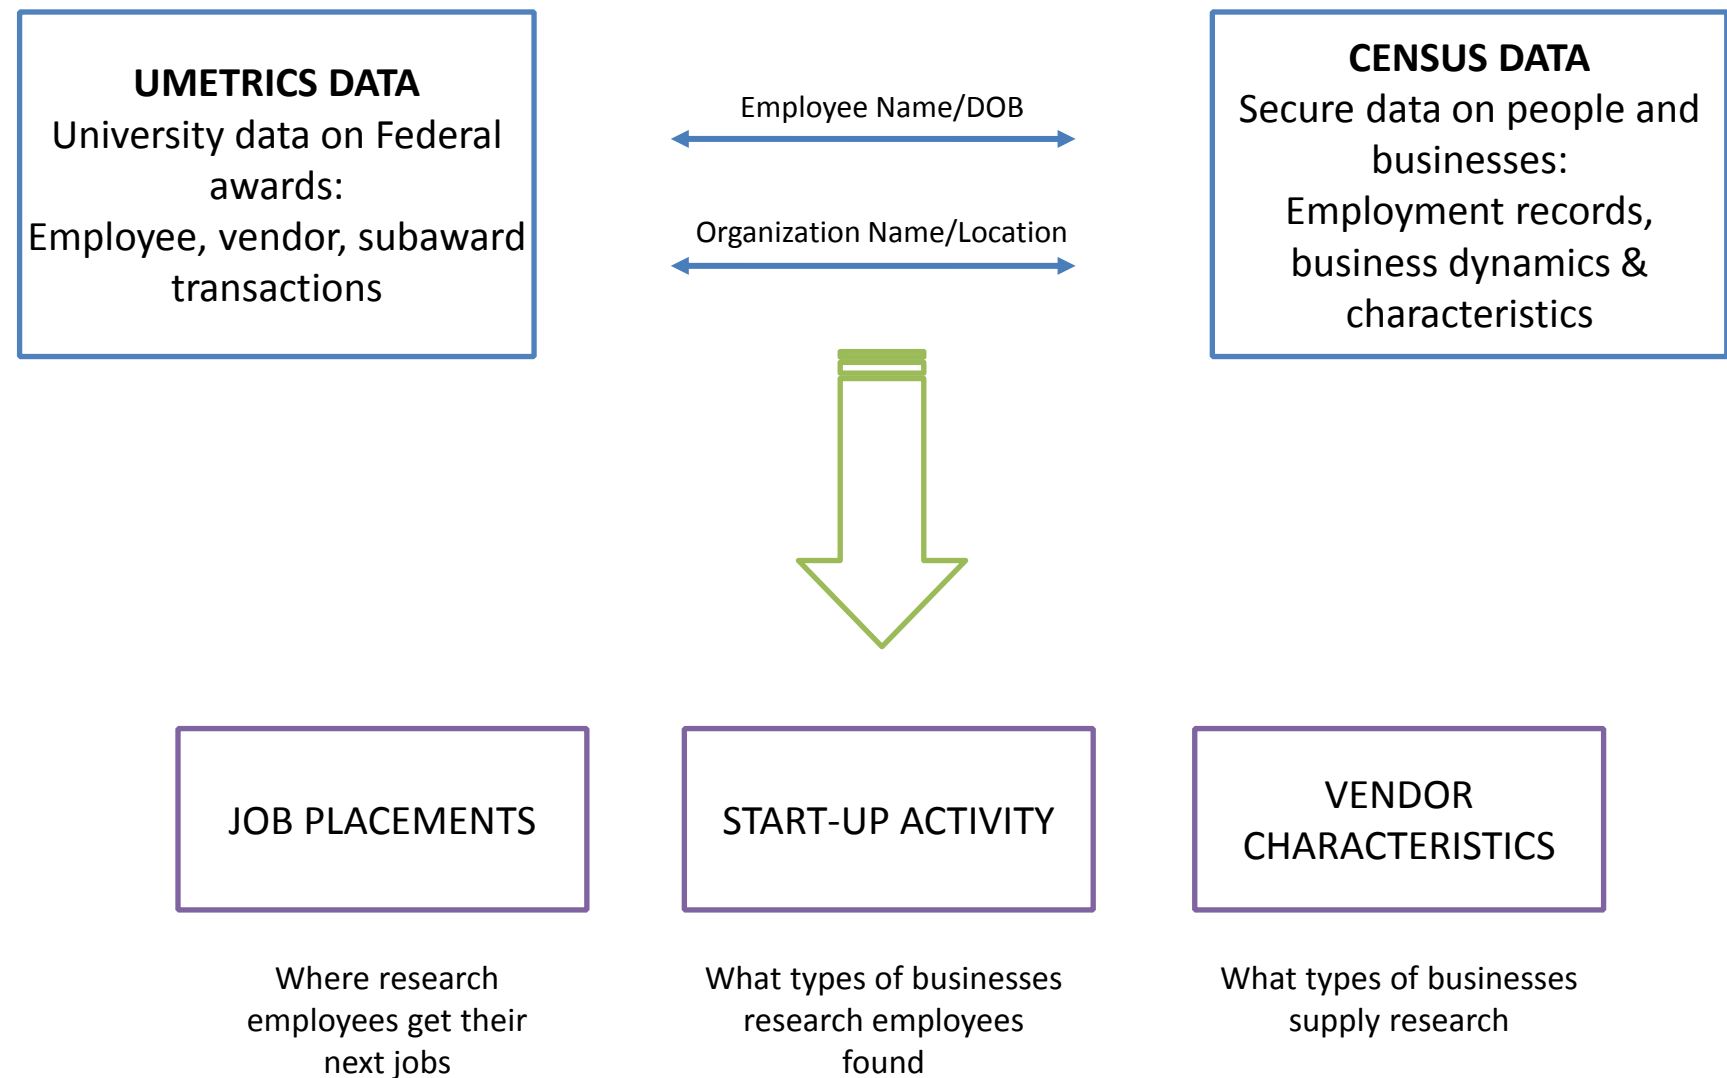 UMETRICS DATA
University data on Federal
awards:
Employee, vendor, subaward
transactions
Employee Name/DOB
Organization Name/Location
CENSUS DATA
Secure data on people and
businesses:
Employment records,
business dynamics &
characteristics
JOB PLACEMENTS
Where research
employees get their
next jobs
START-UP ACTIVITY
What types of businesses
research employees
found
VENDOR
CHARACTERISTICS
What types of businesses
supply research